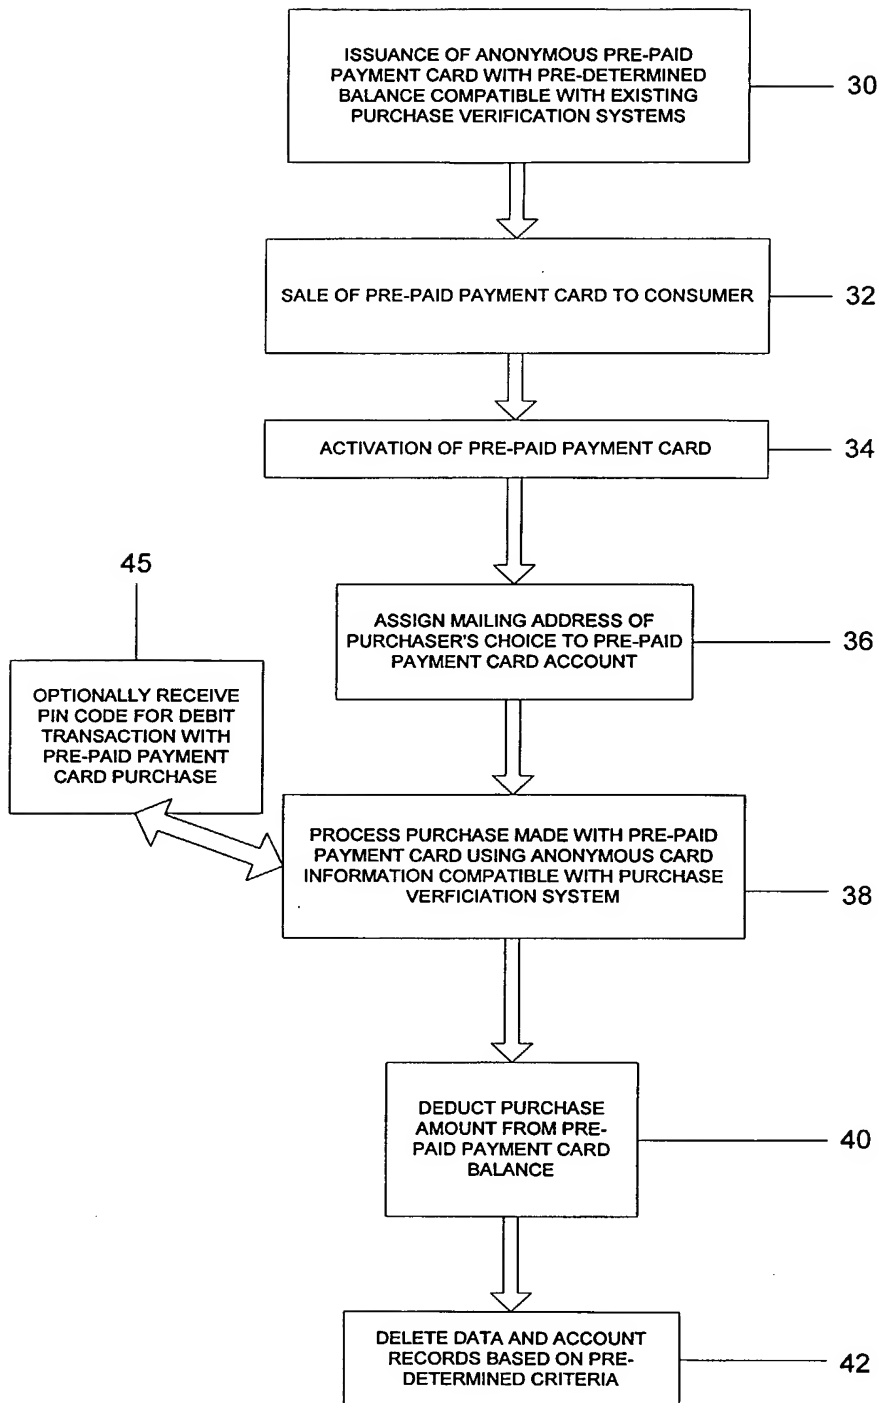 ISSUANCE OF ANONYMOUS PRE-PAID
PAYMENT CARD WITH PRE-DETERMINED
BALANCE COMPATIBLE WITH EXISTING
PURCHASE VERIFICATION SYSTEMS
30
SALE OF PRE-PAID PAYMENT CARD TO CONSUMER
32
ACTIVATION OF PRE-PAID PAYMENT CARD
34
ASSIGN MAILING ADDRESS OF
PURCHASER'S CHOICE TO PRE-PAID
PAYMENT CARD ACCOUNT
36
45
OPTIONALLY RECEIVE
PIN CODE FOR DEBIT
TRANSACTION WITH
PRE-PAID PAYMENT
CARD PURCHASE
PROCESS PURCHASE MADE WITH PRE-PAID
PAYMENT CARD USING ANONYMOUS CARD
INFORMATION COMPATIBLE WITH PURCHASE
VERFICIATION SYSTEM
38
DEDUCT PURCHASE
AMOUNT FROM PRE-
PAID PAYMENT CARD
BALANCE
40
DELETE DATA AND ACCOUNT
RECORDS BASED ON PRE-
DETERMINED CRITERIA
42